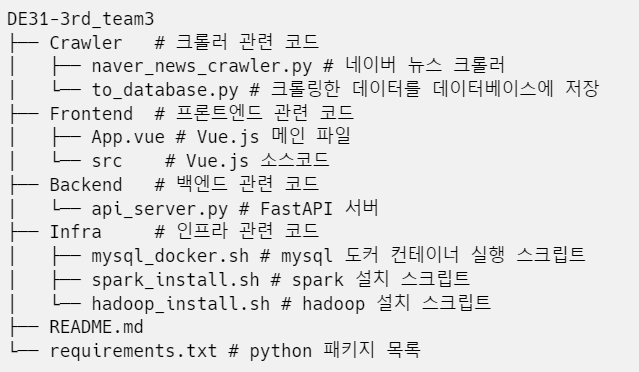 DE31-3rd_team3
├── Crawler   # 크롤러 관련 코드
│   ├── naver_news_crawler.py # 네이버 뉴스 크롤러
│   └── to_database.py # 크롤링한 데이터를 데이터베이스에 저장
├── Frontend   # 프론트엔드 관련 코드
│   ├── App.vue # Vue.js 메인 파일
│   └── src    # Vue.js 소스코드
├── Backend   # 백엔드 관련 코드
│   └── api_server.py # FastAPI 서버
├── Infra     # 인프라 관련 코드
│   ├── mysql_docker.sh # mysql 도커 컨테이너 실행 스크립트
│   ├── spark_install.sh # spark 설치 스크립트
│   └── hadoop_install.sh # hadoop 설치 스크립트
├── README.md
└── requirements.txt # python 패키지 목록